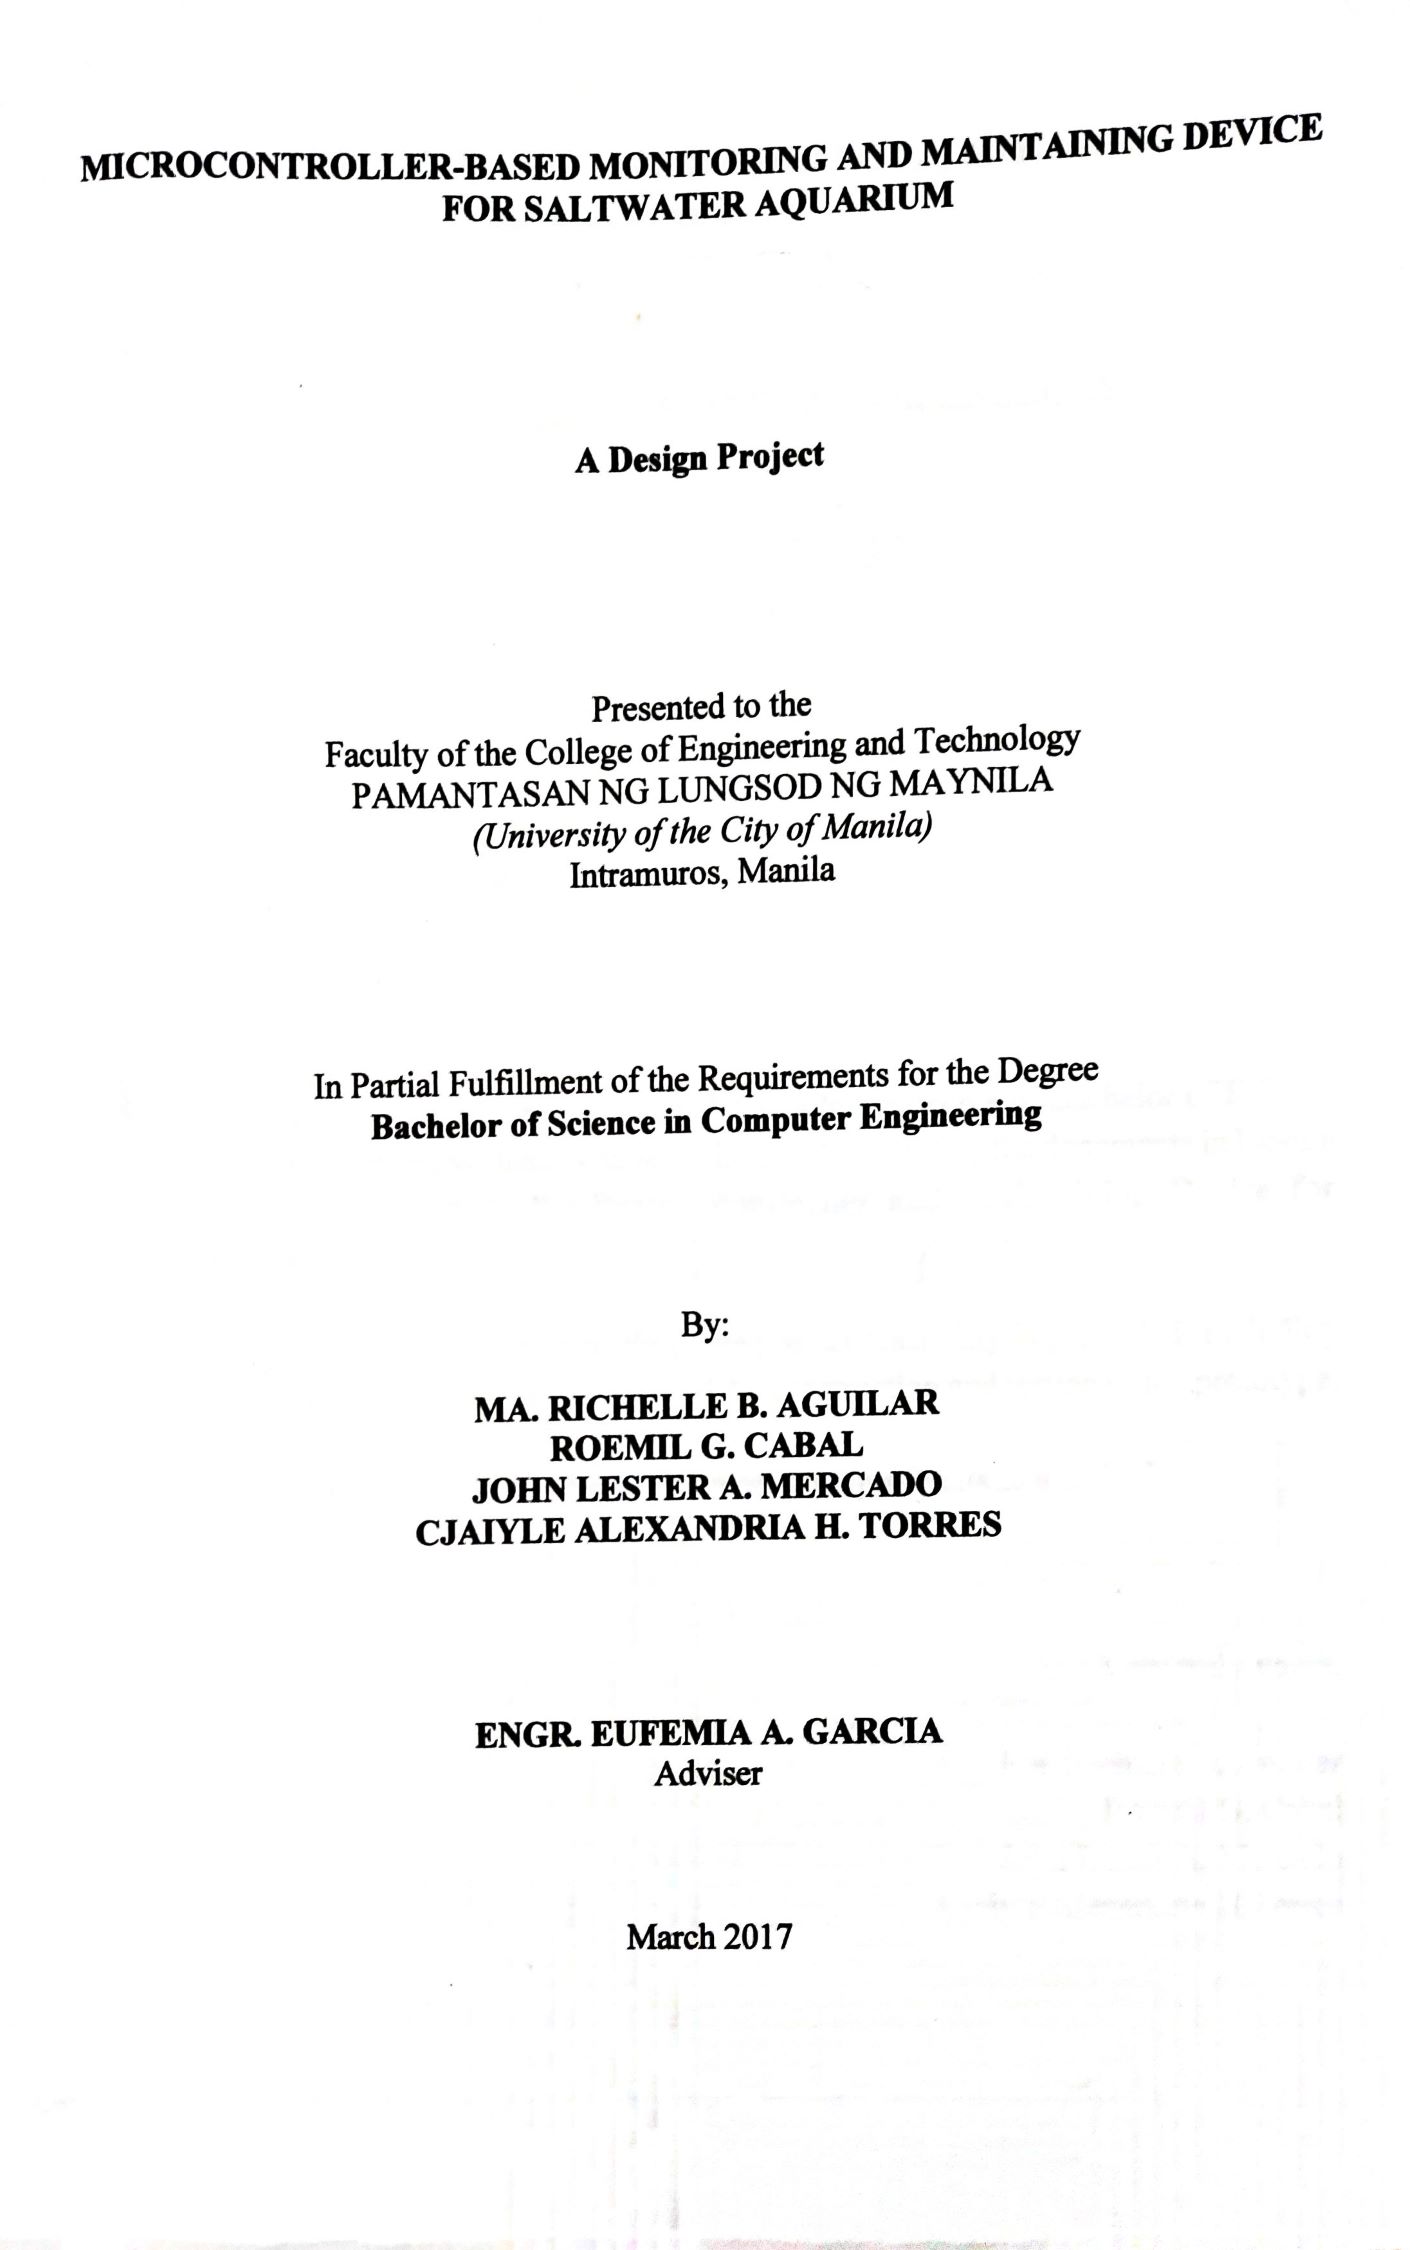 MICROCONTROLLER-BASED MONITORING AND MAINTAINING DEVICE
FOR SALTWATER AQUARIUM
A Design Project
Presented to the
Faculty of the College of Engineering and Technology
PAMANTASAN NG LUNGSOD NG MAYNILA
(University of the City of Manila)
Intramuros, Manila
In Partial Fulfillment of the Requirements for the Degree
Bachelor of Science in Computer Engineering
By:
MA. RICHELLE B. AGUILAR
ROEMIL G. CABAL
JOHN LESTER A. MERCADO
CJAIYLE ALEXANDRIA H. TORRES
ENGR. EUFEMIA A. GARCIA
Adviser
March 2017